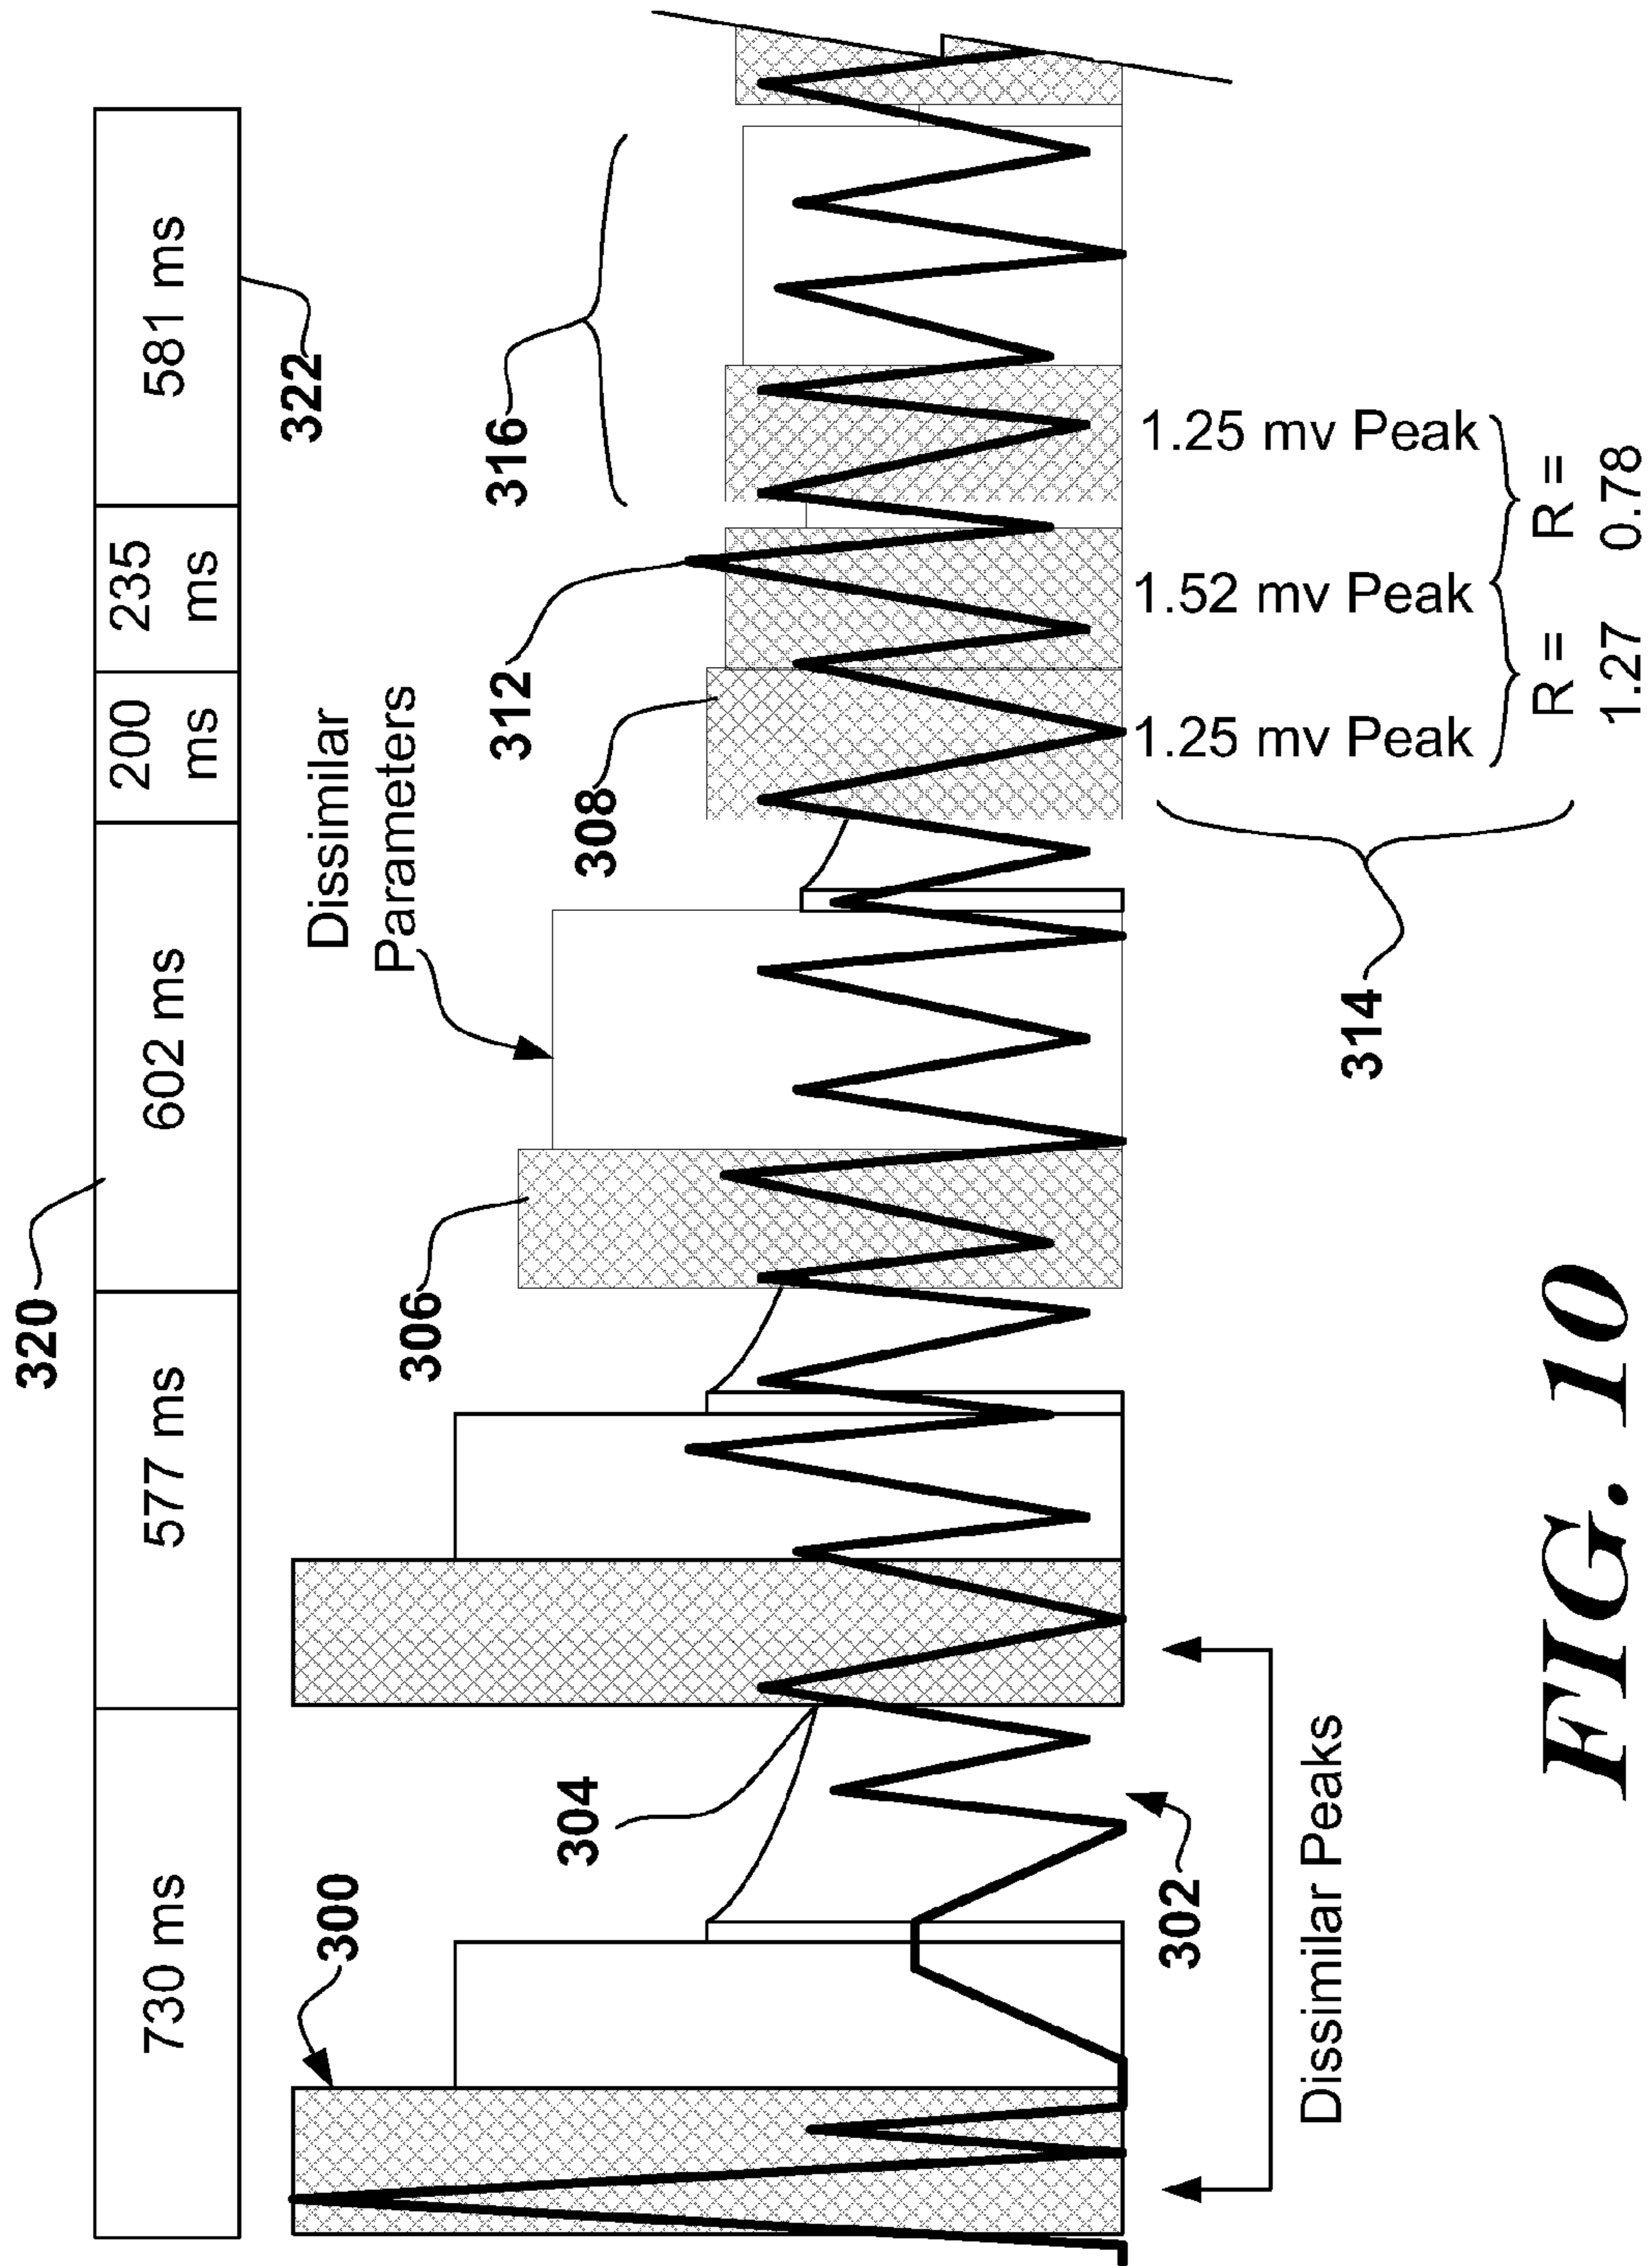 320
730 ms
577 ms
602 ms
200
ms
235
ms
581 ms
322
300
304
306
Dissimilar
Parameters
308
312
316
302
Dissimilar Peaks
314
1.25 mv Peak
1.52 mv Peak
1.25 mv Peak
R =
1.27
R =
0.78
FIG. 10